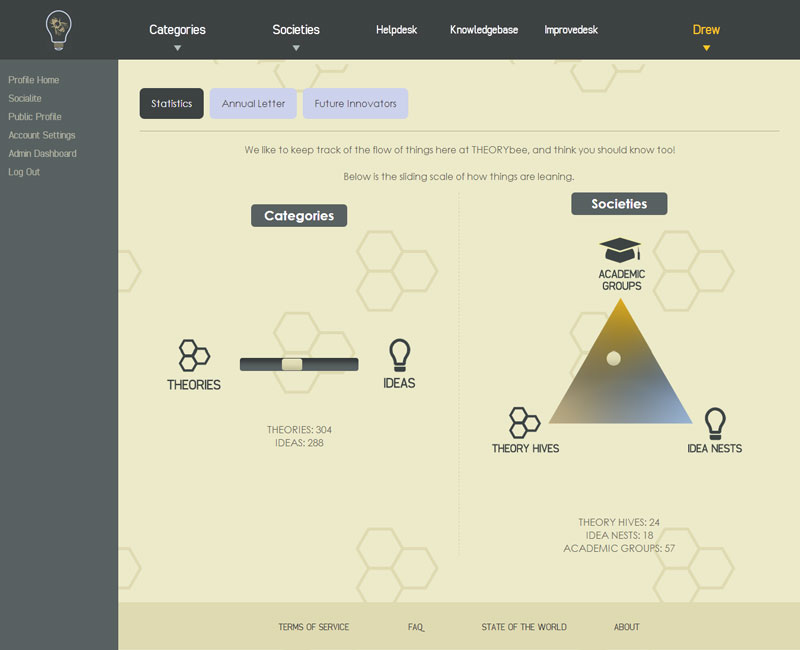 Categories
Societies
Helpdesk
Knowledgebase
Improvedesk
Drew
Profile Home
Socialite
Public Profile
Account Settings
Admin Dashboard
Log Out
Statistics
Annual Letter
Future Innovators
We like to keep track of the flow of things here at THEORYbee, and think you should know too!
Below is the sliding scale of how things are leaning.
Categories
THEORIES
IDEAS
THEORIES: 304
IDEAS: 288
Societies
ACADEMIC
GROUPS
THEORY HIVES
IDEA NESTS
THEORY HIVES: 24
IDEA NESTS: 18
ACADEMIC GROUPS: 57
TERMS OF SERVICE
FAQ
STATE OF THE WORLD
ABOUT